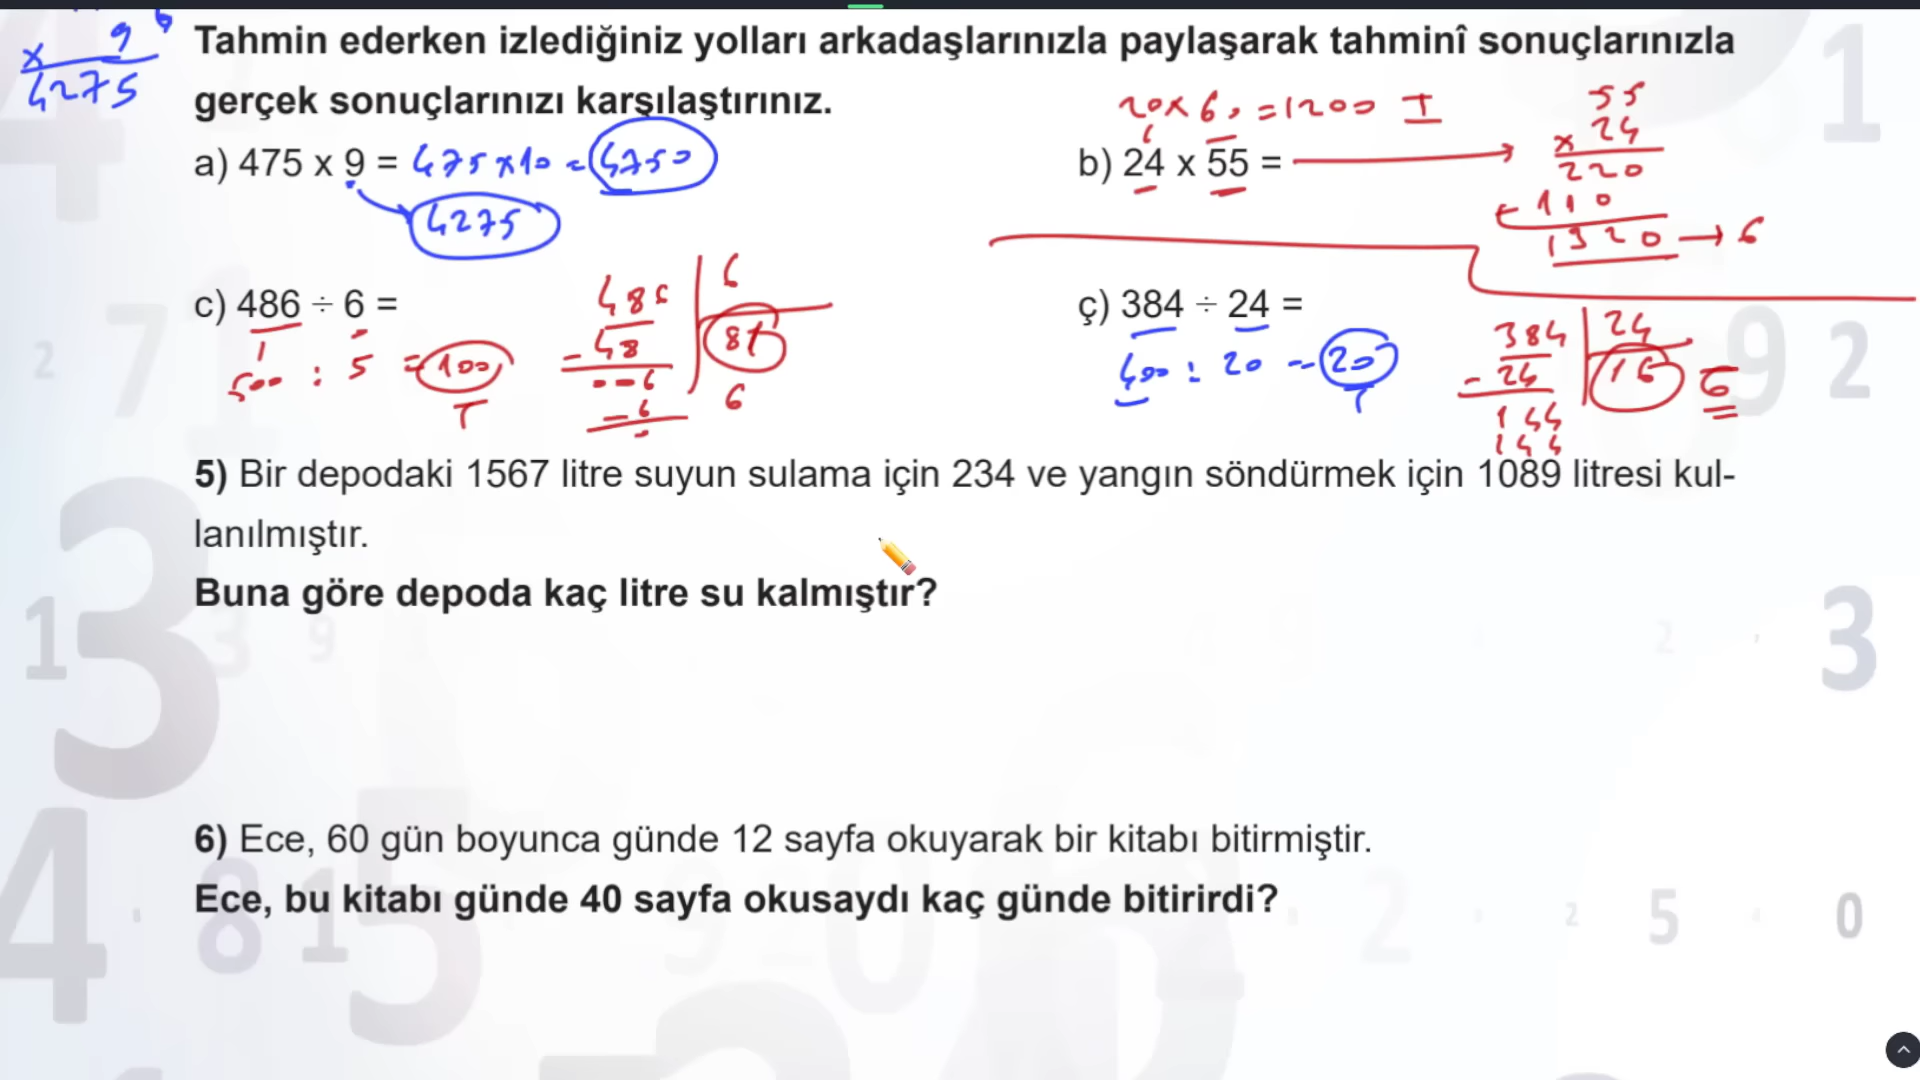 Tahmin ederken izlediğiniz yolları arkadaşlarınızla paylaşarak tahminî sonuçlarınızla
gerçek sonuçlarınızı karşılaştırınız.
x 9
4275
a) 475 x 9 = 475x10 = 4750
4275
20x60=1200 T
b) 24 x 55 =
55
x 24
220
110
1320 → G
c) 486 ÷ 6 =
500 : 5 = 100
T
486 6
- 48 81
6 G
- 6
ç) 384 ÷ 24 =
400 : 20 = 20
T
384 24
- 24 16 G
144
144
5) Bir depodaki 1567 litre suyun sulama için 234 ve yangın söndürmek için 1089 litresi kul-
lanılmıştır.
Buna göre depoda kaç litre su kalmıştır?
6) Ece, 60 gün boyunca günde 12 sayfa okuyarak bir kitabı bitirmiştir.
Ece, bu kitabı günde 40 sayfa okusaydı kaç günde bitirirdi?